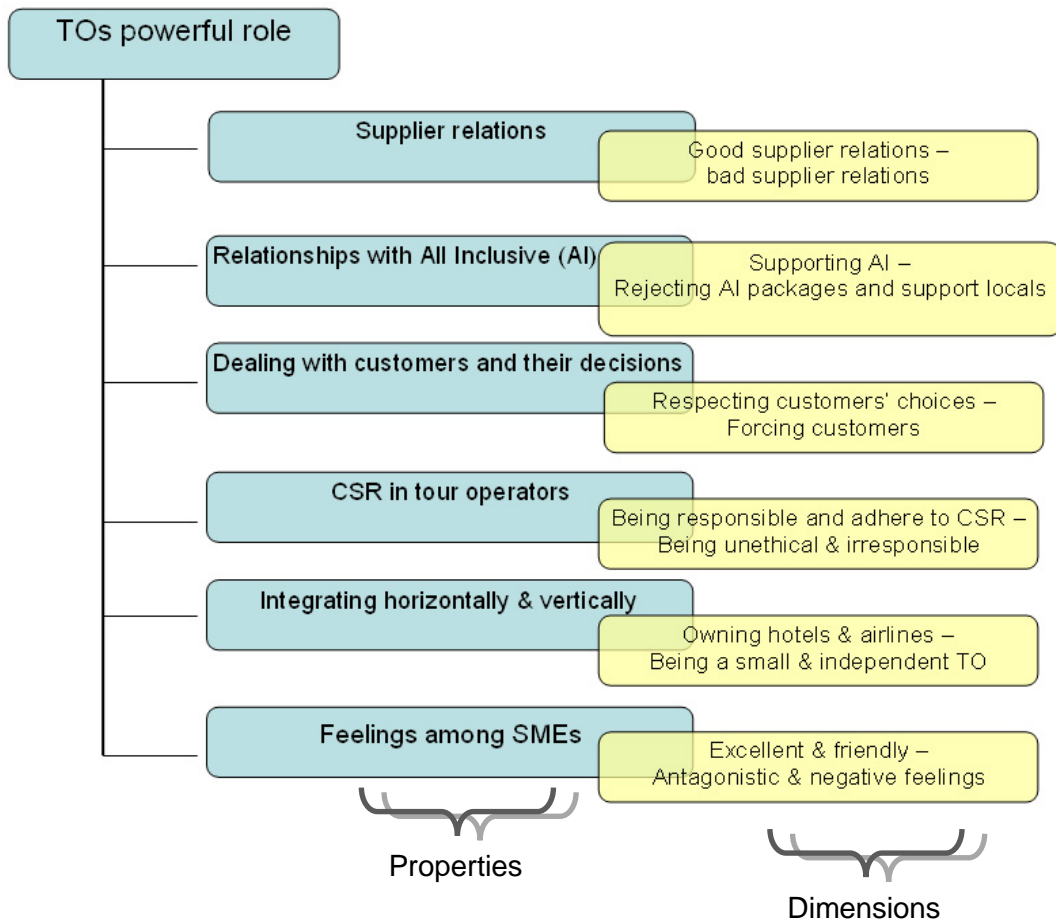 TOs powerful role
Supplier relations
Good supplier relations –
bad supplier relations
Relationships with All Inclusive (AI)
Supporting AI –
Rejecting AI packages and support locals
Dealing with customers and their decisions
Respecting customers' choices –
Forcing customers
CSR in tour operators
Being responsible and adhere to CSR –
Being unethical & irresponsible
Integrating horizontally & vertically
Owning hotels & airlines –
Being a small & independent TO
Feelings among SMEs
Excellent & friendly –
Antagonistic & negative feelings
Properties
Dimensions